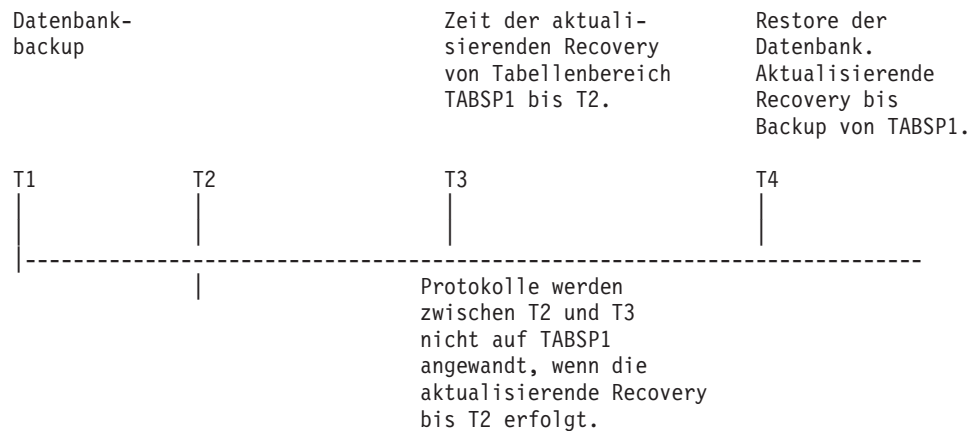 Datenbank-
backup
Zeit der aktuali-
sierenden Recovery
von Tabellenbereich
TABSP1 bis T2.
Restore der
Datenbank.
Aktualisierende
Recovery bis
Backup von TABSP1.
T1
T2
T3
T4
Protokolle werden
zwischen T2 und T3
nicht auf TABSP1
angewandt, wenn die
aktualisierende Recovery
bis T2 erfolgt.